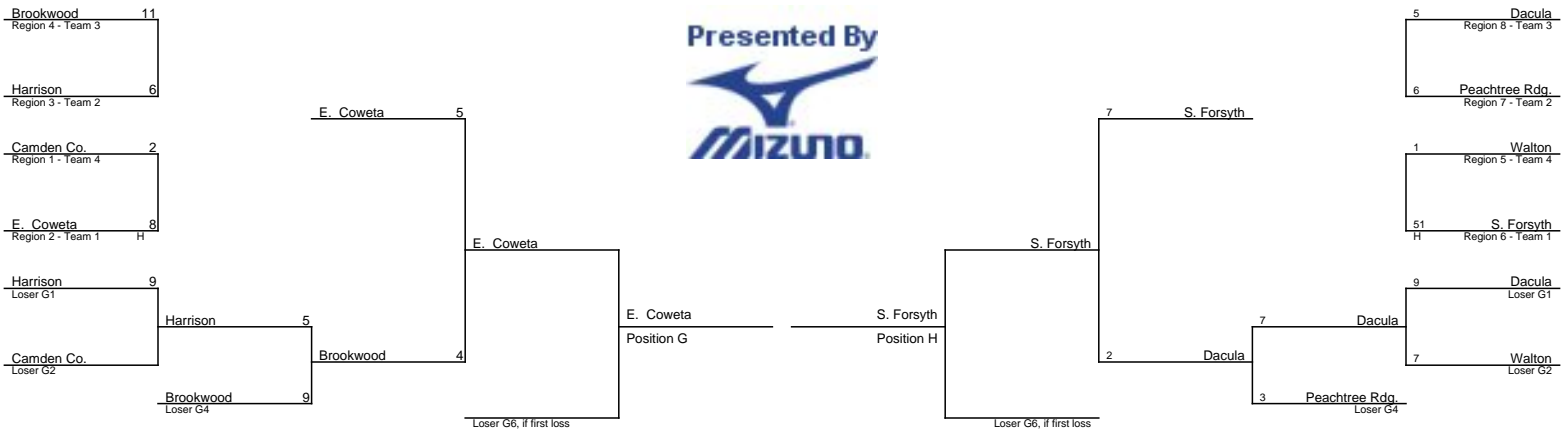 Presented By
MIZUNO
Brookwood 11
Region 4 - Team 3
Harrison 6
Region 3 - Team 2
Camden Co. 2
Region 1 - Team 4
E. Coweta 8
Region 2 - Team 1 H
Harrison 9
Loser G1
Camden Co.
Loser G2
Harrison 5
Brookwood 9
Loser G4
E. Coweta 5
Brookwood 4
E. Coweta
Loser G6, if first loss
E. Coweta
Position G
S. Forsyth
Position H
S. Forsyth
Loser G6, if first loss
7 S. Forsyth
2 Dacula
7 Dacula
3 Peachtree Rdg.
Loser G4
5 Dacula
Region 8 - Team 3
6 Peachtree Rdg.
Region 7 - Team 2
1 Walton
Region 5 - Team 4
51 S. Forsyth
H Region 6 - Team 1
9 Dacula
Loser G1
7 Walton
Loser G2